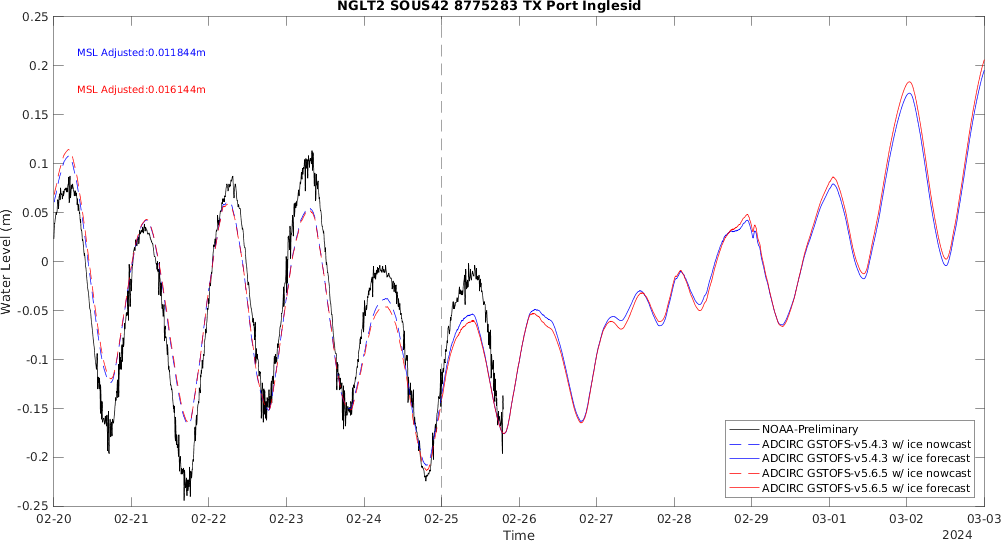 NGLT2 SOUS42 8775283 TX Port Inglesid
MSL Adjusted:0.011844m
MSL Adjusted:0.016144m
Water Level (m)
0.25
0.2
0.15
0.1
0.05
0
-0.05
-0.1
-0.15
-0.2
-0.25
NOAA-Preliminary
ADCIRC GSTOFS-v5.4.3 w/ ice nowcast
ADCIRC GSTOFS-v5.4.3 w/ ice forecast
ADCIRC GSTOFS-v5.6.5 w/ ice nowcast
ADCIRC GSTOFS-v5.6.5 w/ ice forecast
02-20 02-21 02-22 02-23 02-24 02-25 02-26 02-27 02-28 02-29 03-01 03-02 03-03
Time
2024